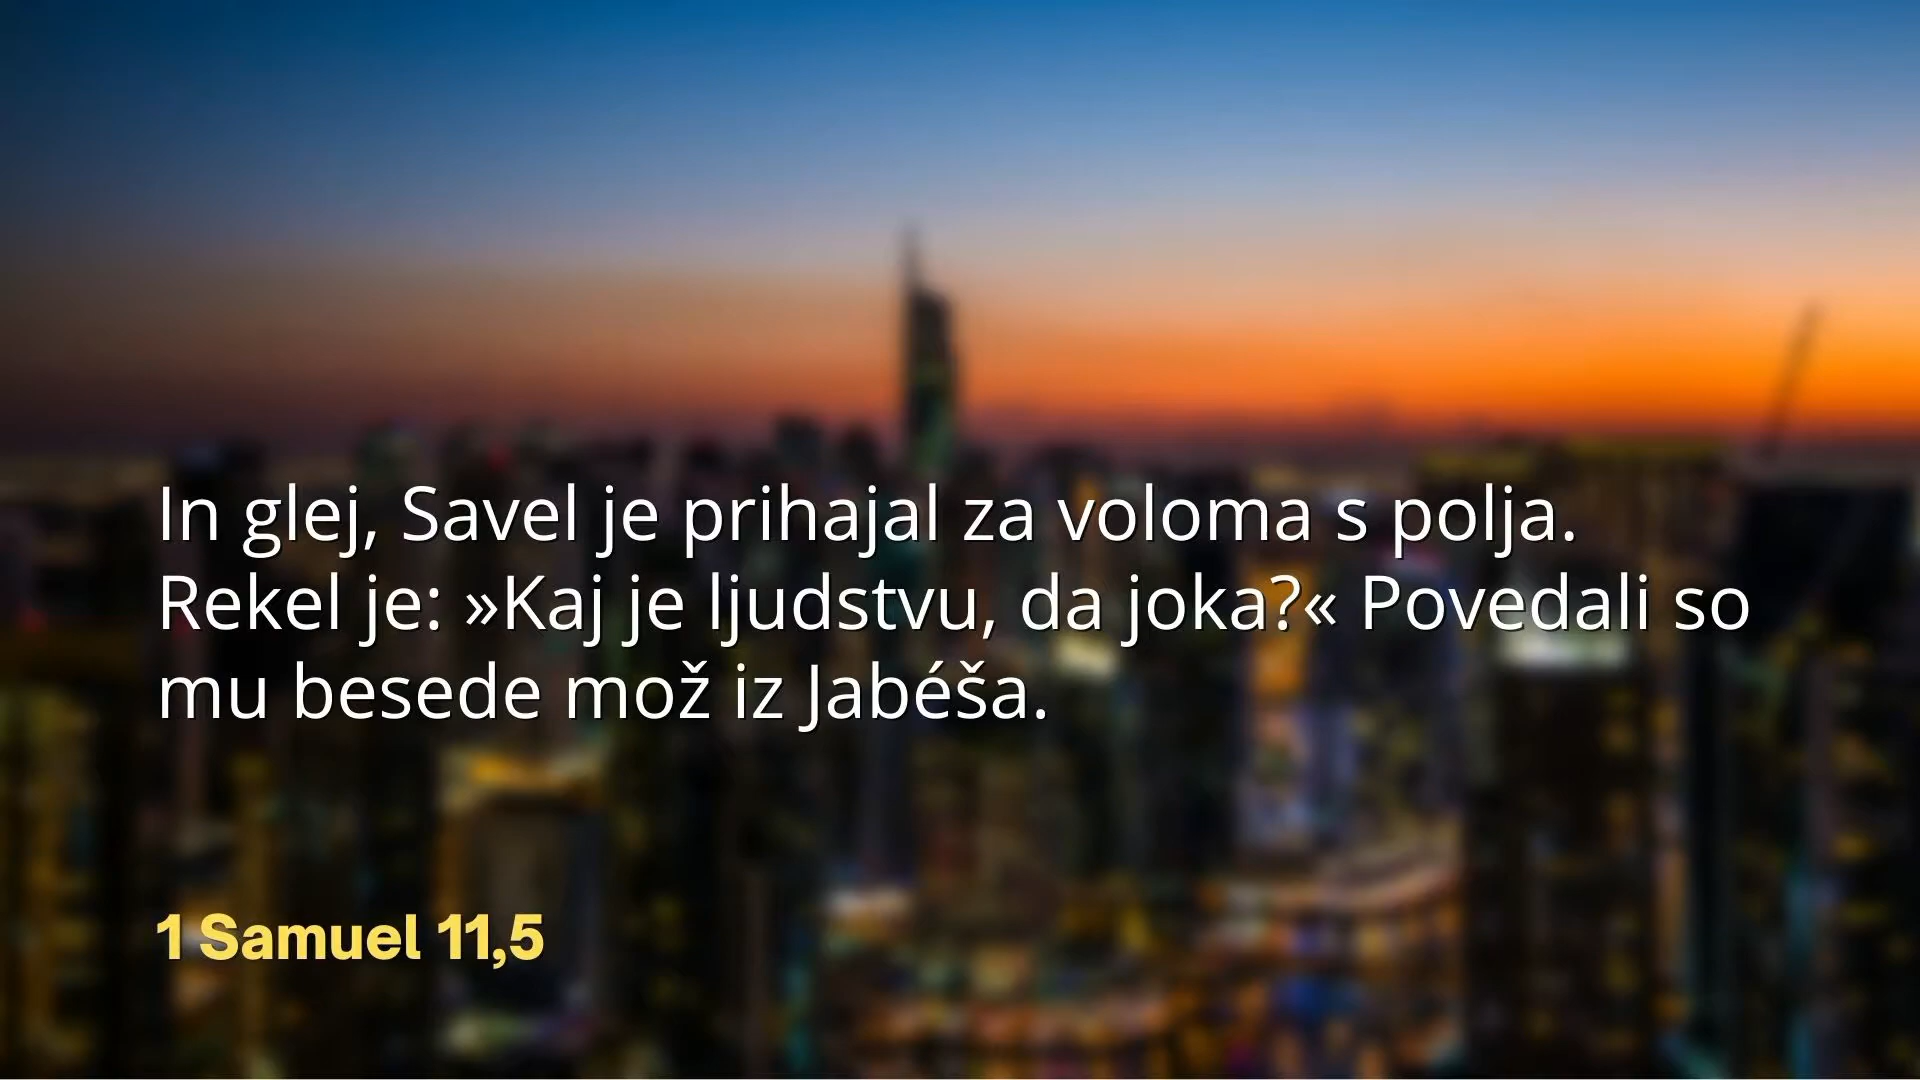 In glej, Savel je prihajal za voloma s polja.
Rekel je: »Kaj je ljudstvu, da joka?« Povedali so
mu besede mož iz Jabéša.
1 Samuel 11,5